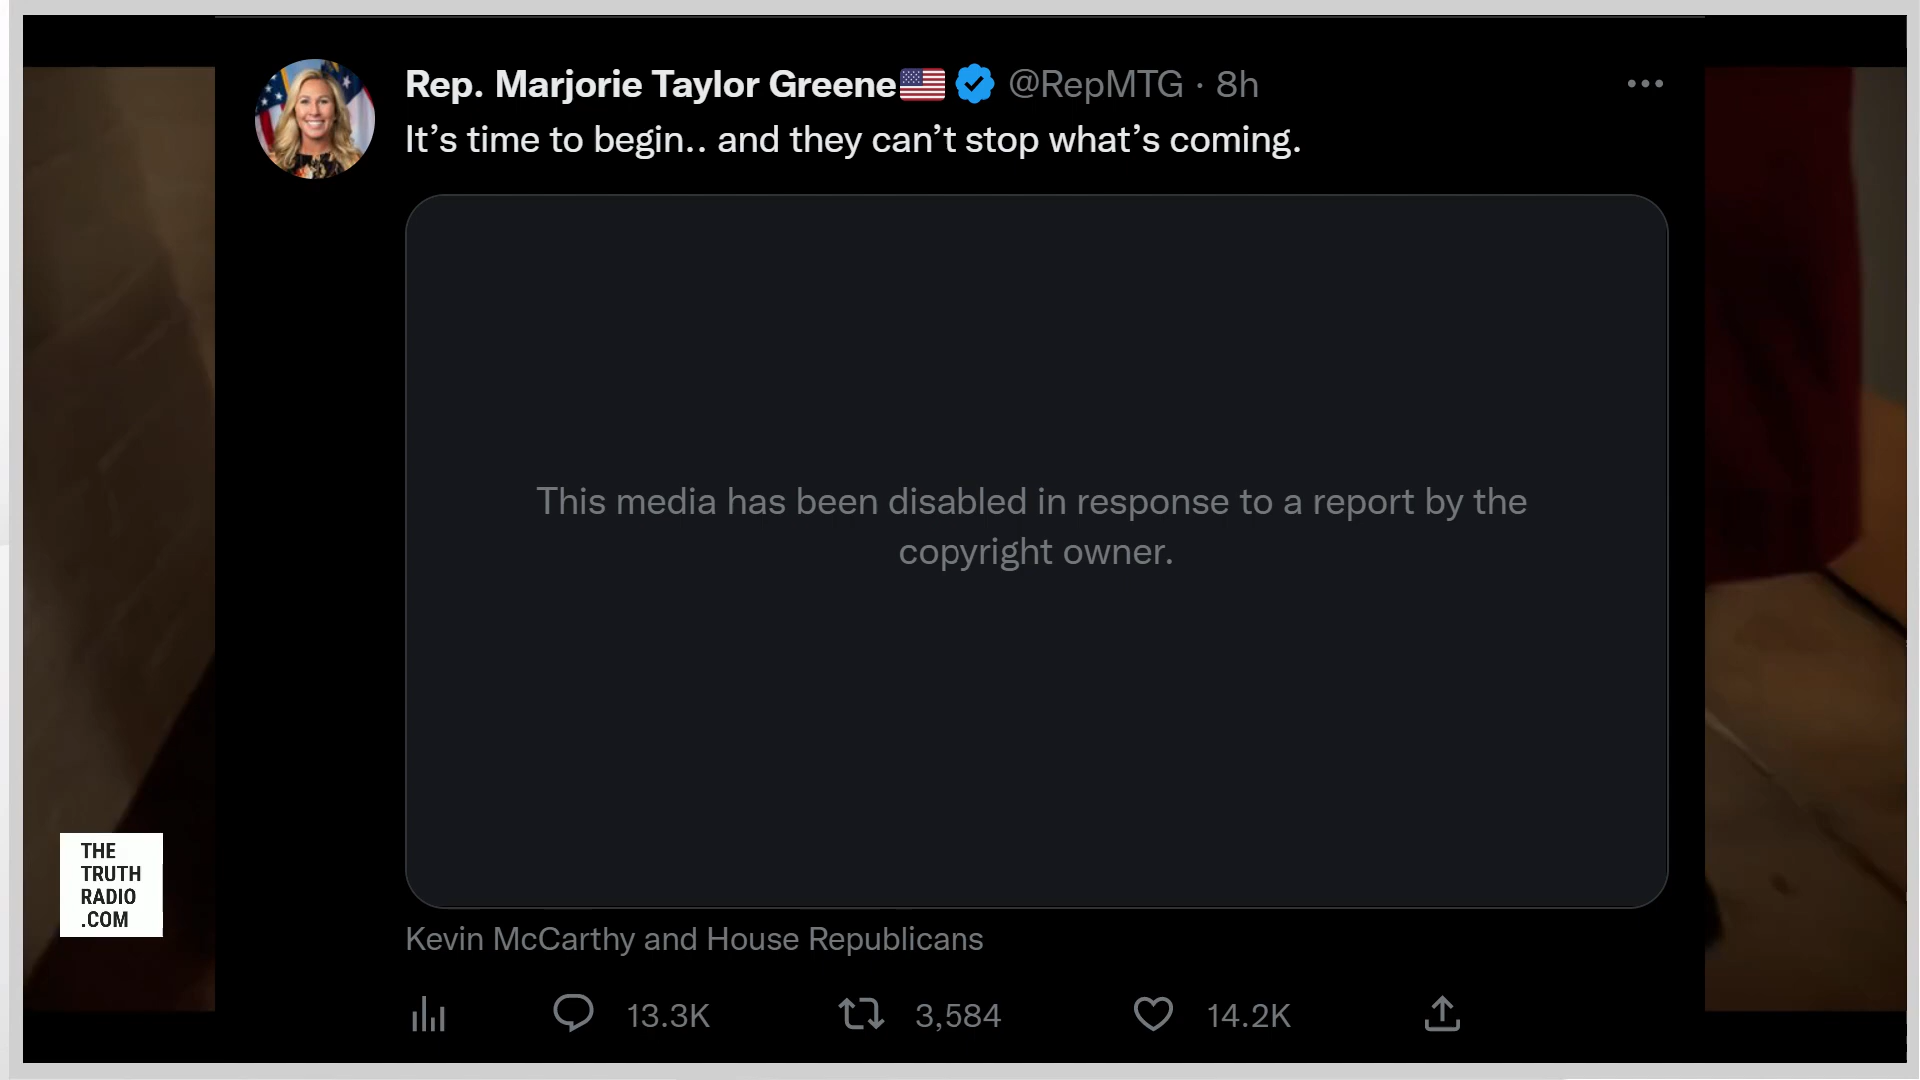 Rep. Marjorie Taylor Greene🇺🇸 @RepMTG · 8h
It’s time to begin.. and they can’t stop what’s coming.
This media has been disabled in response to a report by the
copyright owner.
Kevin McCarthy and House Republicans
13.3K 3,584 14.2K
THE
TRUTH
RADIO
.COM